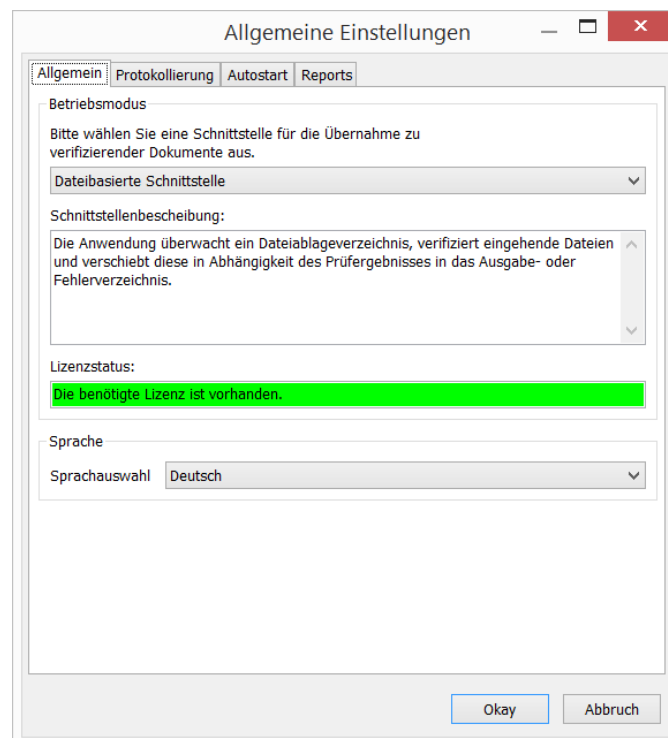 Allgemeine Einstellungen
Allgemein Protokollierung Autostart Reports
Betriebsmodus
Bitte wählen Sie eine Schnittstelle für die Übernahme zu
verifizierender Dokumente aus.
Dateibasierte Schnittstelle
Schnittstellenbescheibung:
Die Anwendung überwacht ein Dateiablageverzeichnis, verifiziert eingehende Dateien
und verschiebt diese in Abhängigkeit des Prüfergebnisses in das Ausgabe- oder
Fehlerverzeichnis.
Lizenzstatus:
Die benötigte Lizenz ist vorhanden.
Sprache
Sprachauswahl Deutsch
Okay Abbruch